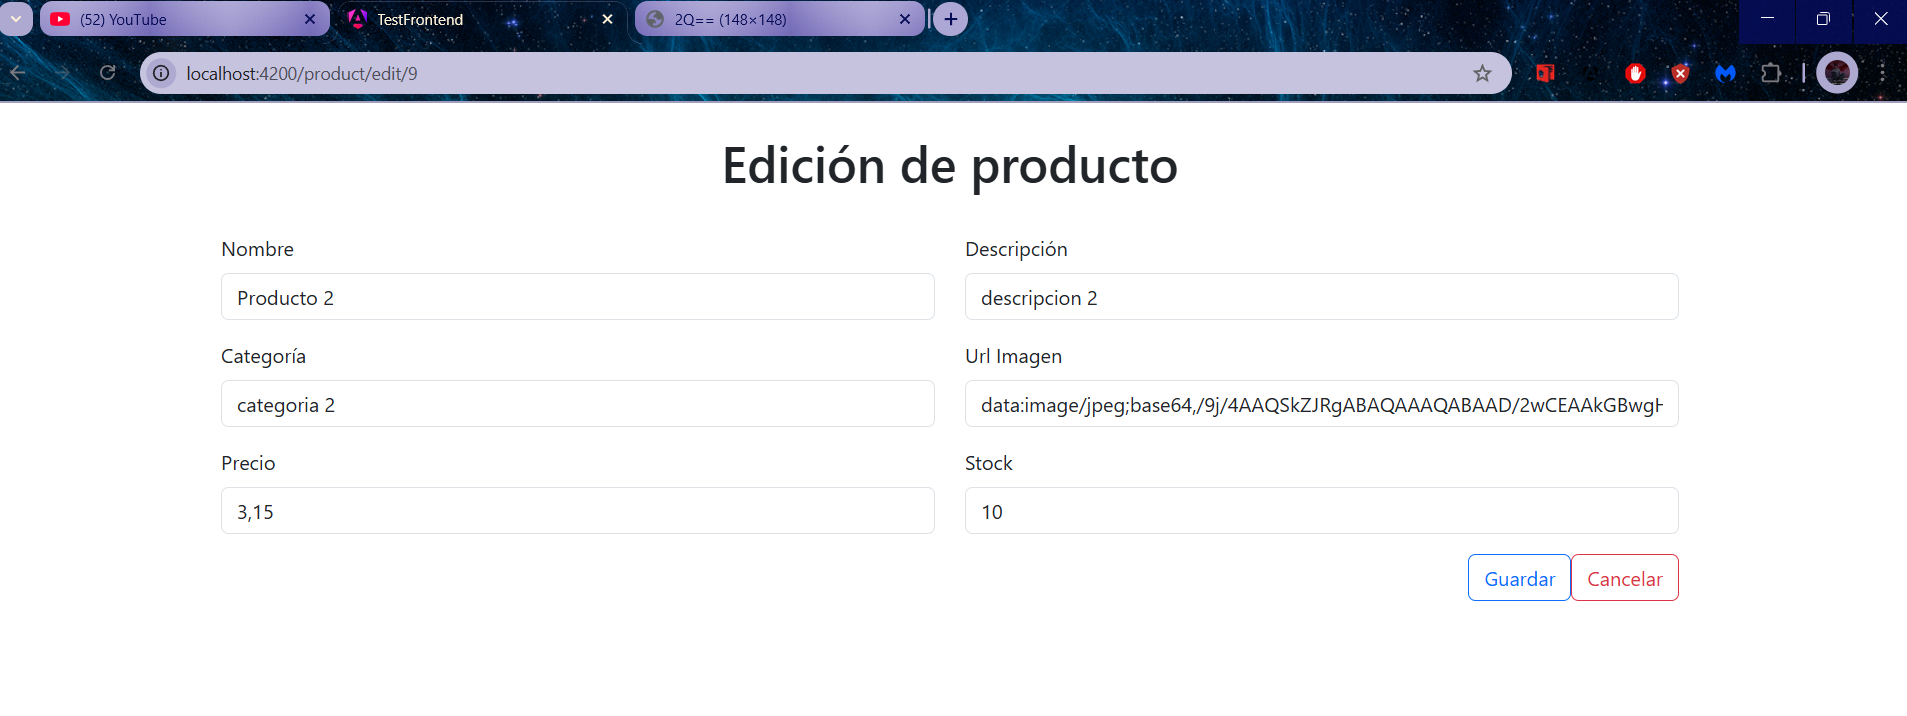 (52) YouTube
TestFrontend
2Q== (148×148)
localhost:4200/product/edit/9
Edición de producto
Nombre
Descripción
Producto 2
descripcion 2
Categoría
Url Imagen
categoria 2
data:image/jpeg;base64,/9j/4AAQSkZJRgABAQAAAQABAAD/2wCEAAkGBwgH
Precio
Stock
3,15
10
Guardar
Cancelar